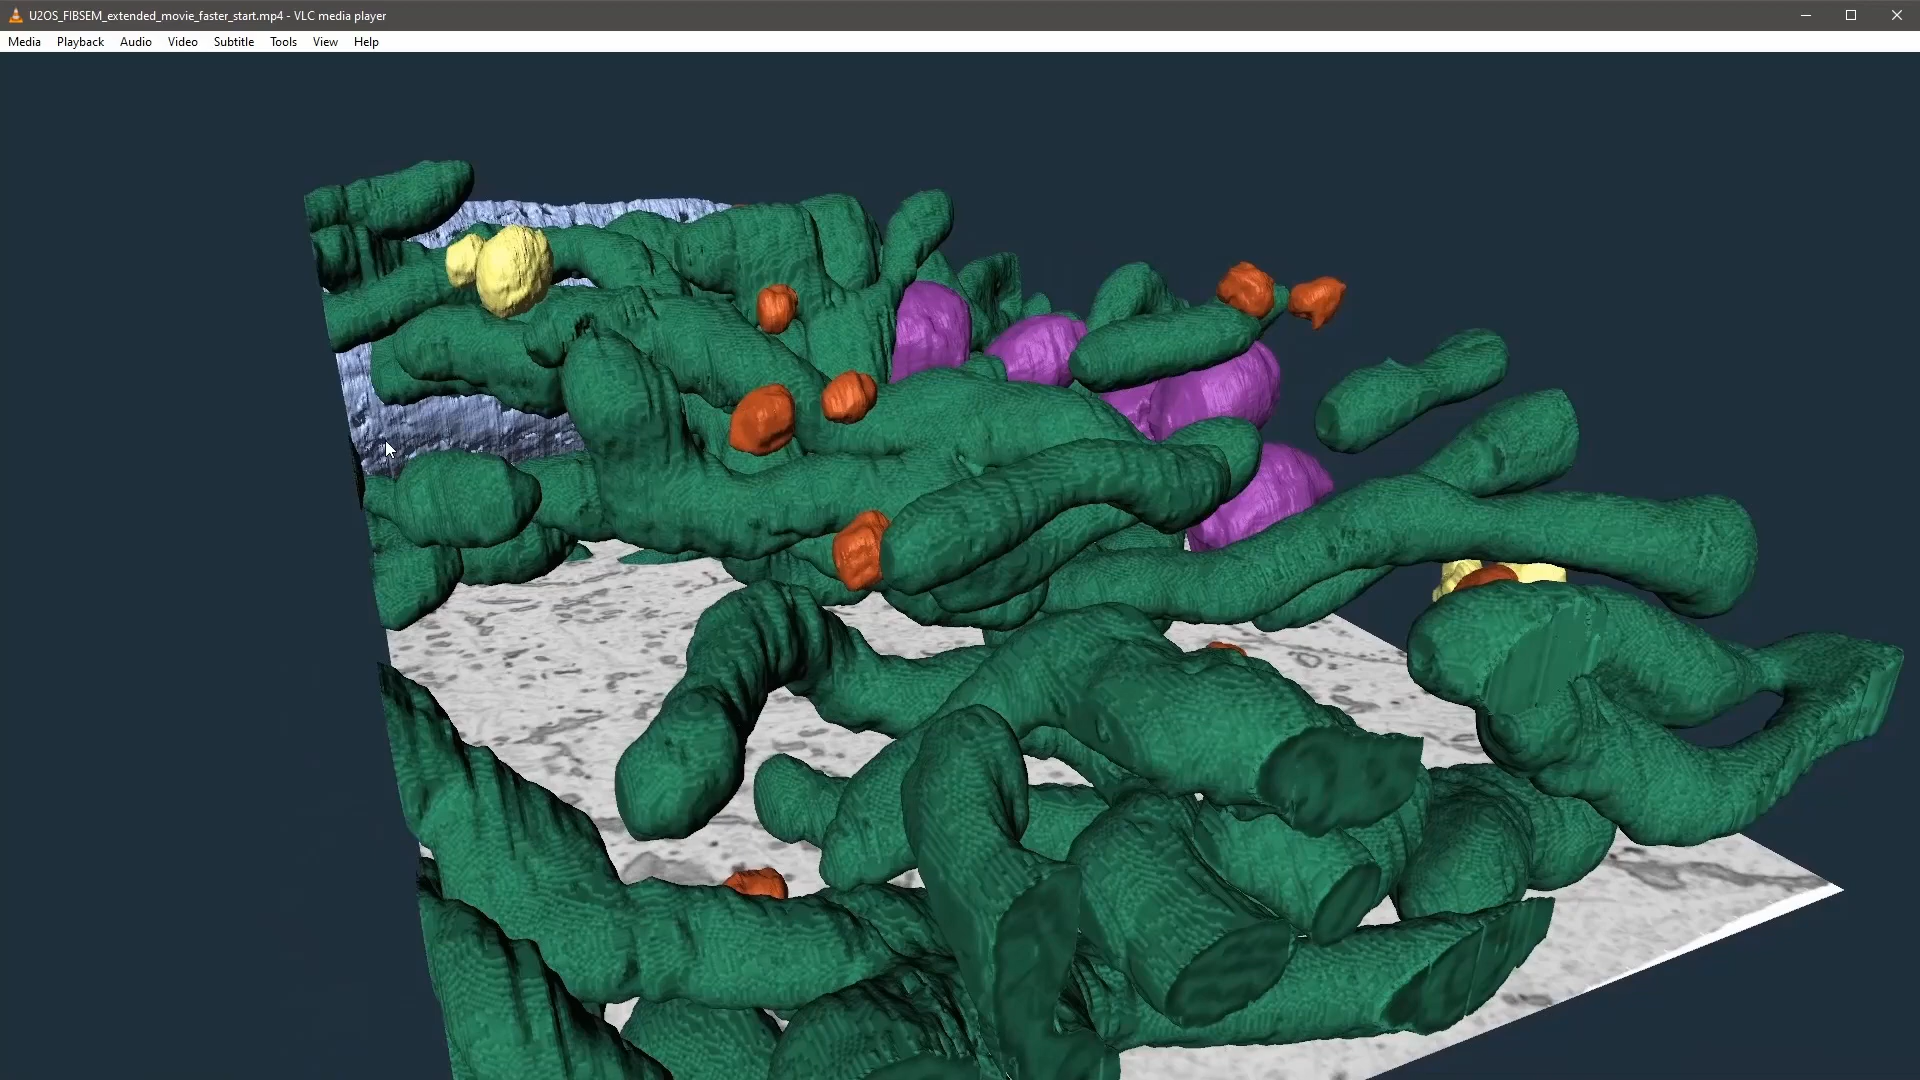 U2OS_FIBSEM_extended_movie_faster_start.mp4 - VLC media player
Media Playback Audio Video Subtitle Tools View Help